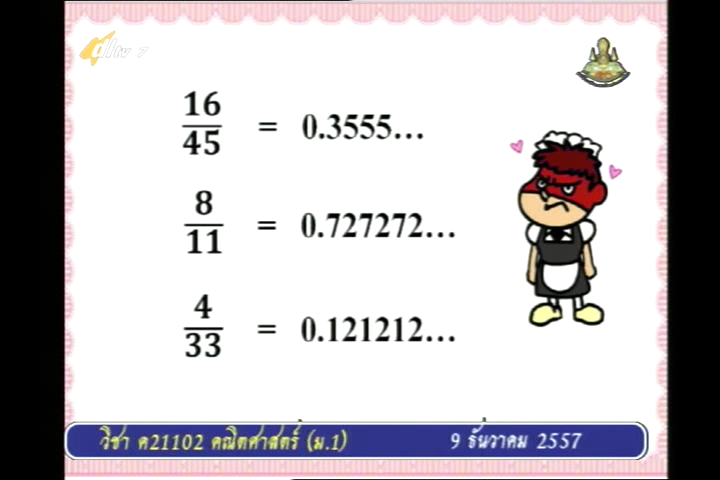 dltv 7
16/45 = 0.3555...
8/11 = 0.727272...
4/33 = 0.121212...
วิชา ค21102 คณิตศาสตร์ (ม.1) 9 ธันวาคม 2557